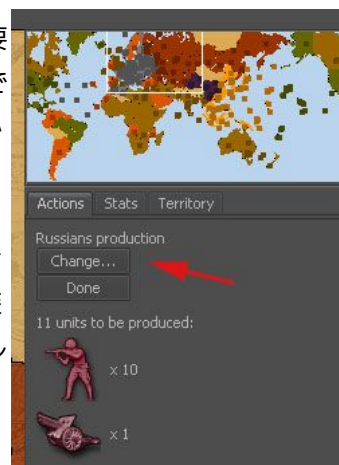 Actions Stats Territory
Russians production
Change...
Done
11 units to be produced:
x 10
x 1